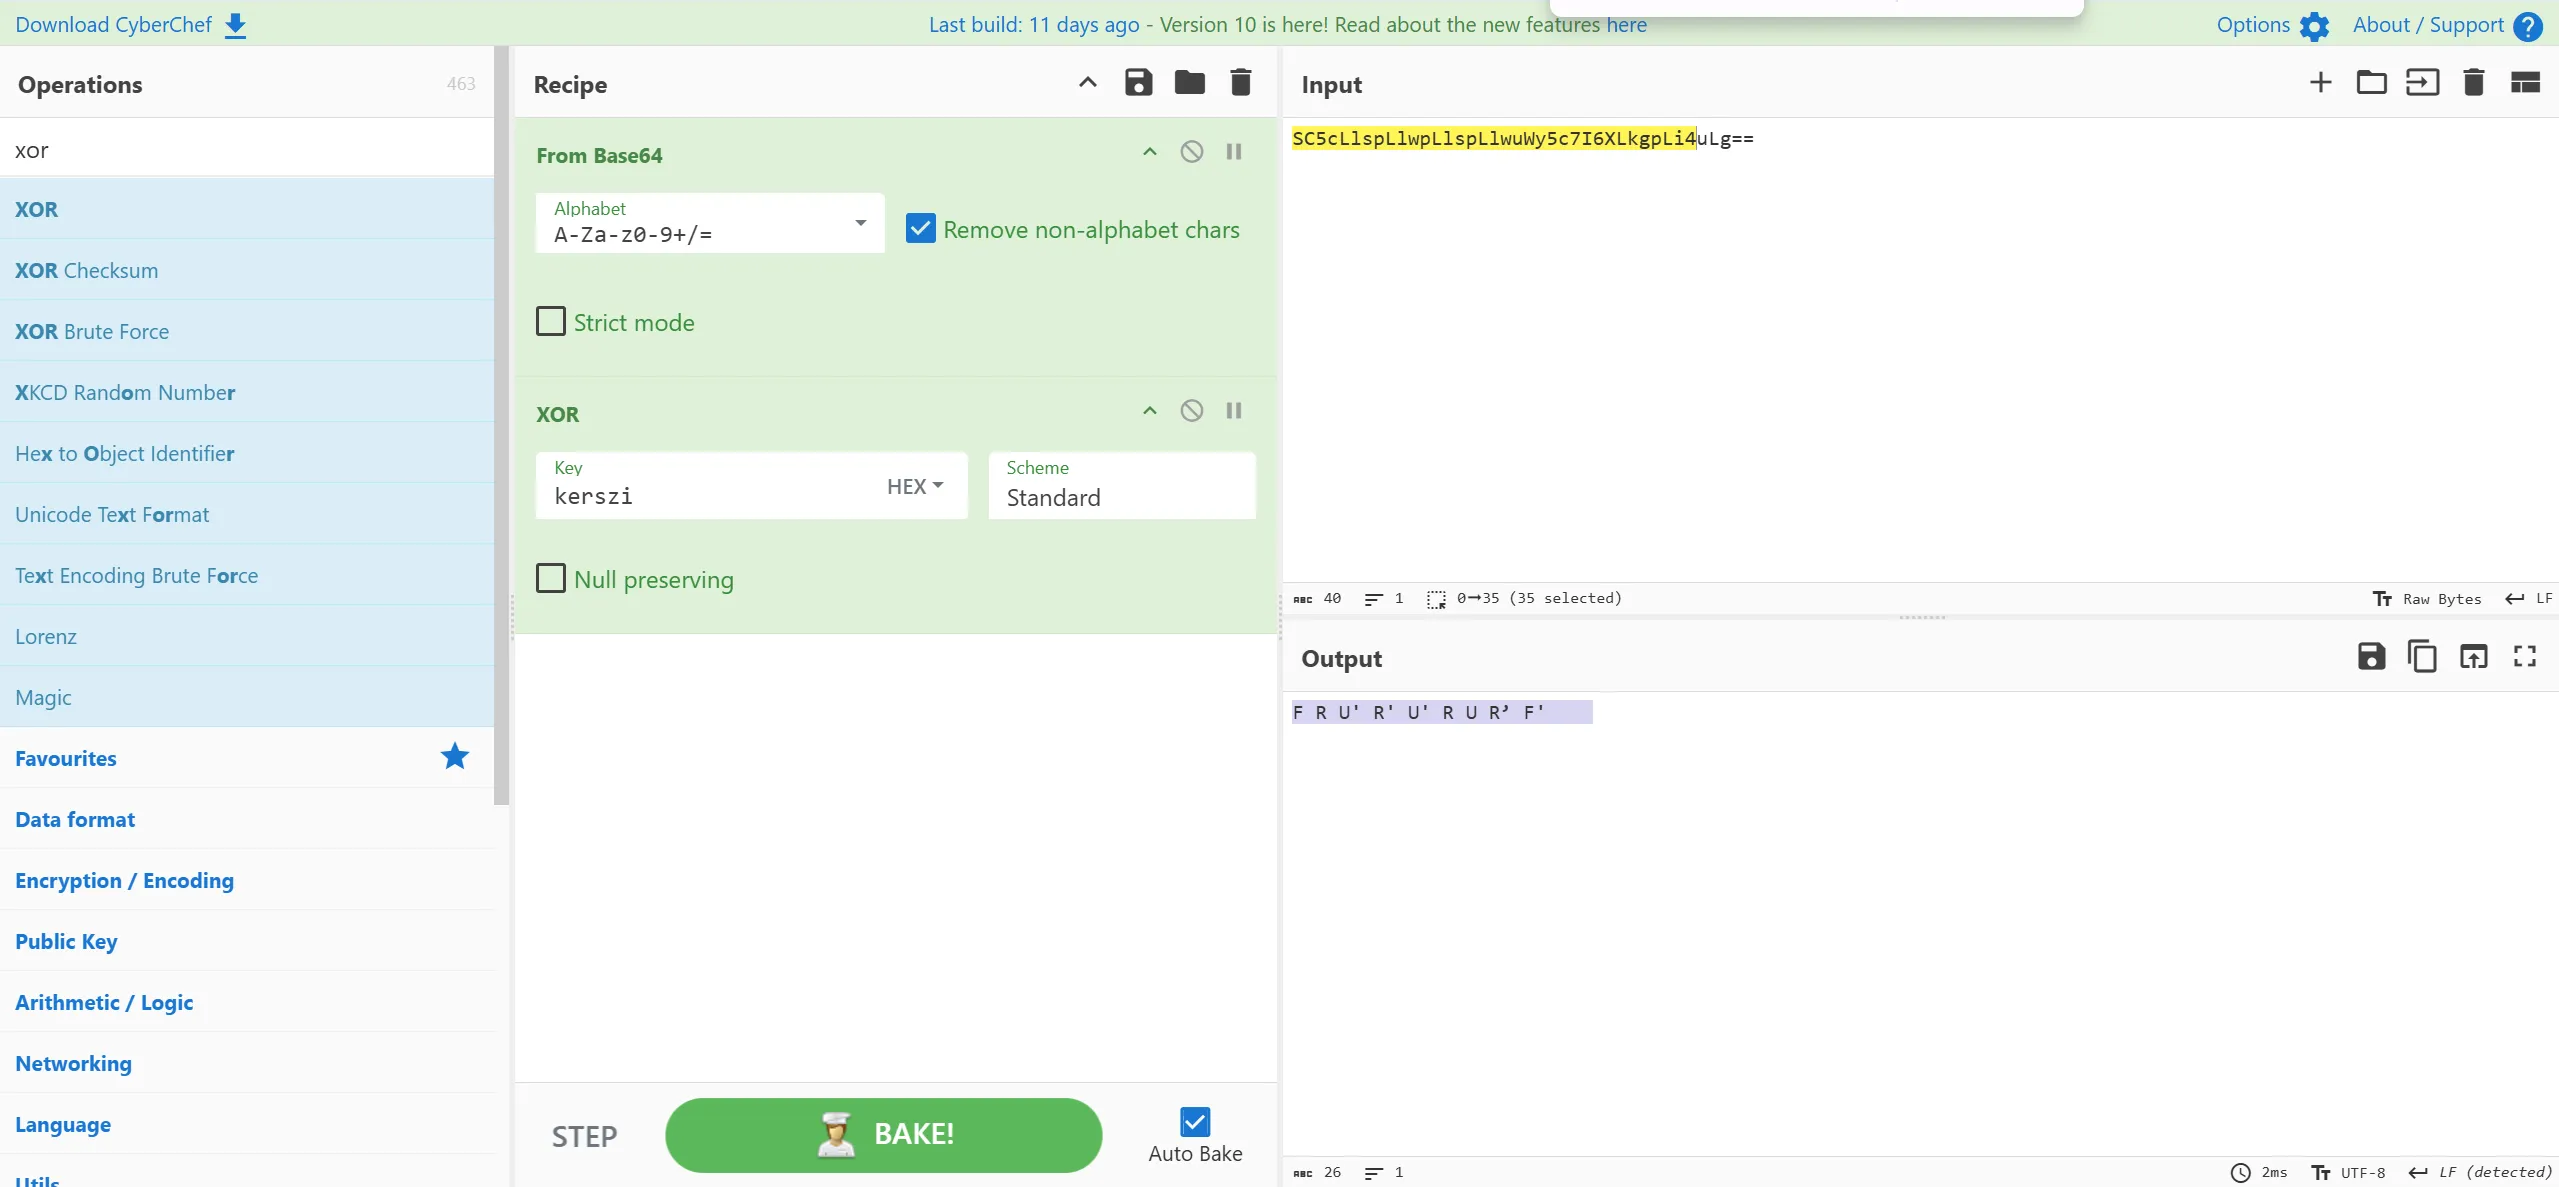 Download CyberChef
Last build: 11 days ago - Version 10 is here! Read about the new features here
Options
About / Support
Operations
463
xor
XOR
XOR Checksum
XOR Brute Force
XKCD Random Number
Hex to Object Identifier
Unicode Text Format
Text Encoding Brute Force
Lorenz
Magic
Favourites
Data format
Encryption / Encoding
Public Key
Arithmetic / Logic
Networking
Language
Utils
Recipe
From Base64
Alphabet
A-Za-z0-9+/=
Remove non-alphabet chars
Strict mode
XOR
Key
kerszi
HEX
Scheme
Standard
Null preserving
STEP
BAKE!
Auto Bake
Input
SC5cLlspLlwpLlspLlwuWy5c7I6XLkgpLi4uLg==
ABC 40
1
0→35 (35 selected)
Tт Raw Bytes
LF
Output
F R U' R' U' R U R’ F'
ABC 26
1
2ms
Tт UTF-8
LF (detected)